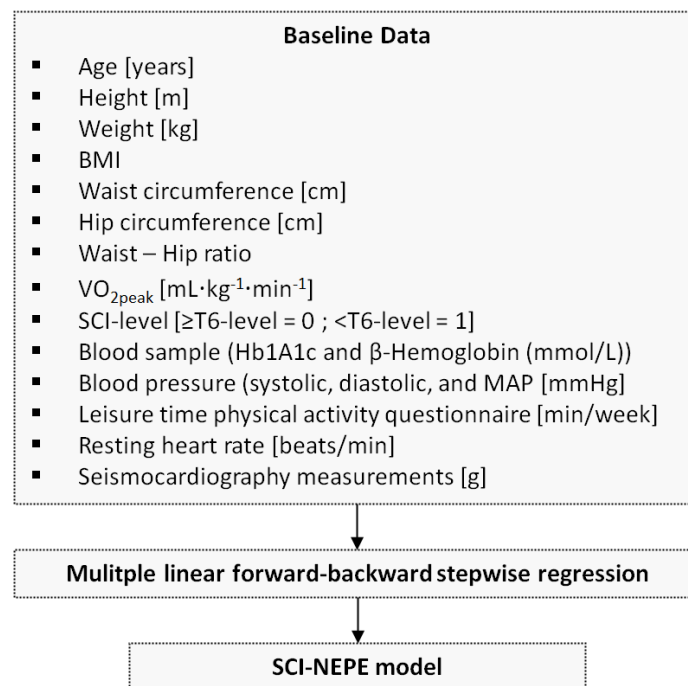 Baseline Data
▪ Age [years]
▪ Height [m]
▪ Weight [kg]
▪ BMI
▪ Waist circumference [cm]
▪ Hip circumference [cm]
▪ Waist – Hip ratio
▪ VO₂peak [mL·kg⁻¹·min⁻¹]
▪ SCI-level [≥T6-level = 0 ; <T6-level = 1]
▪ Blood sample (Hb1A1c and β-Hemoglobin (mmol/L))
▪ Blood pressure (systolic, diastolic, and MAP [mmHg]
▪ Leisure time physical activity questionnaire [min/week]
▪ Resting heart rate [beats/min]
▪ Seismocardiography measurements [g]
Mulitple linear forward-backward stepwise regression
SCI-NEPE model